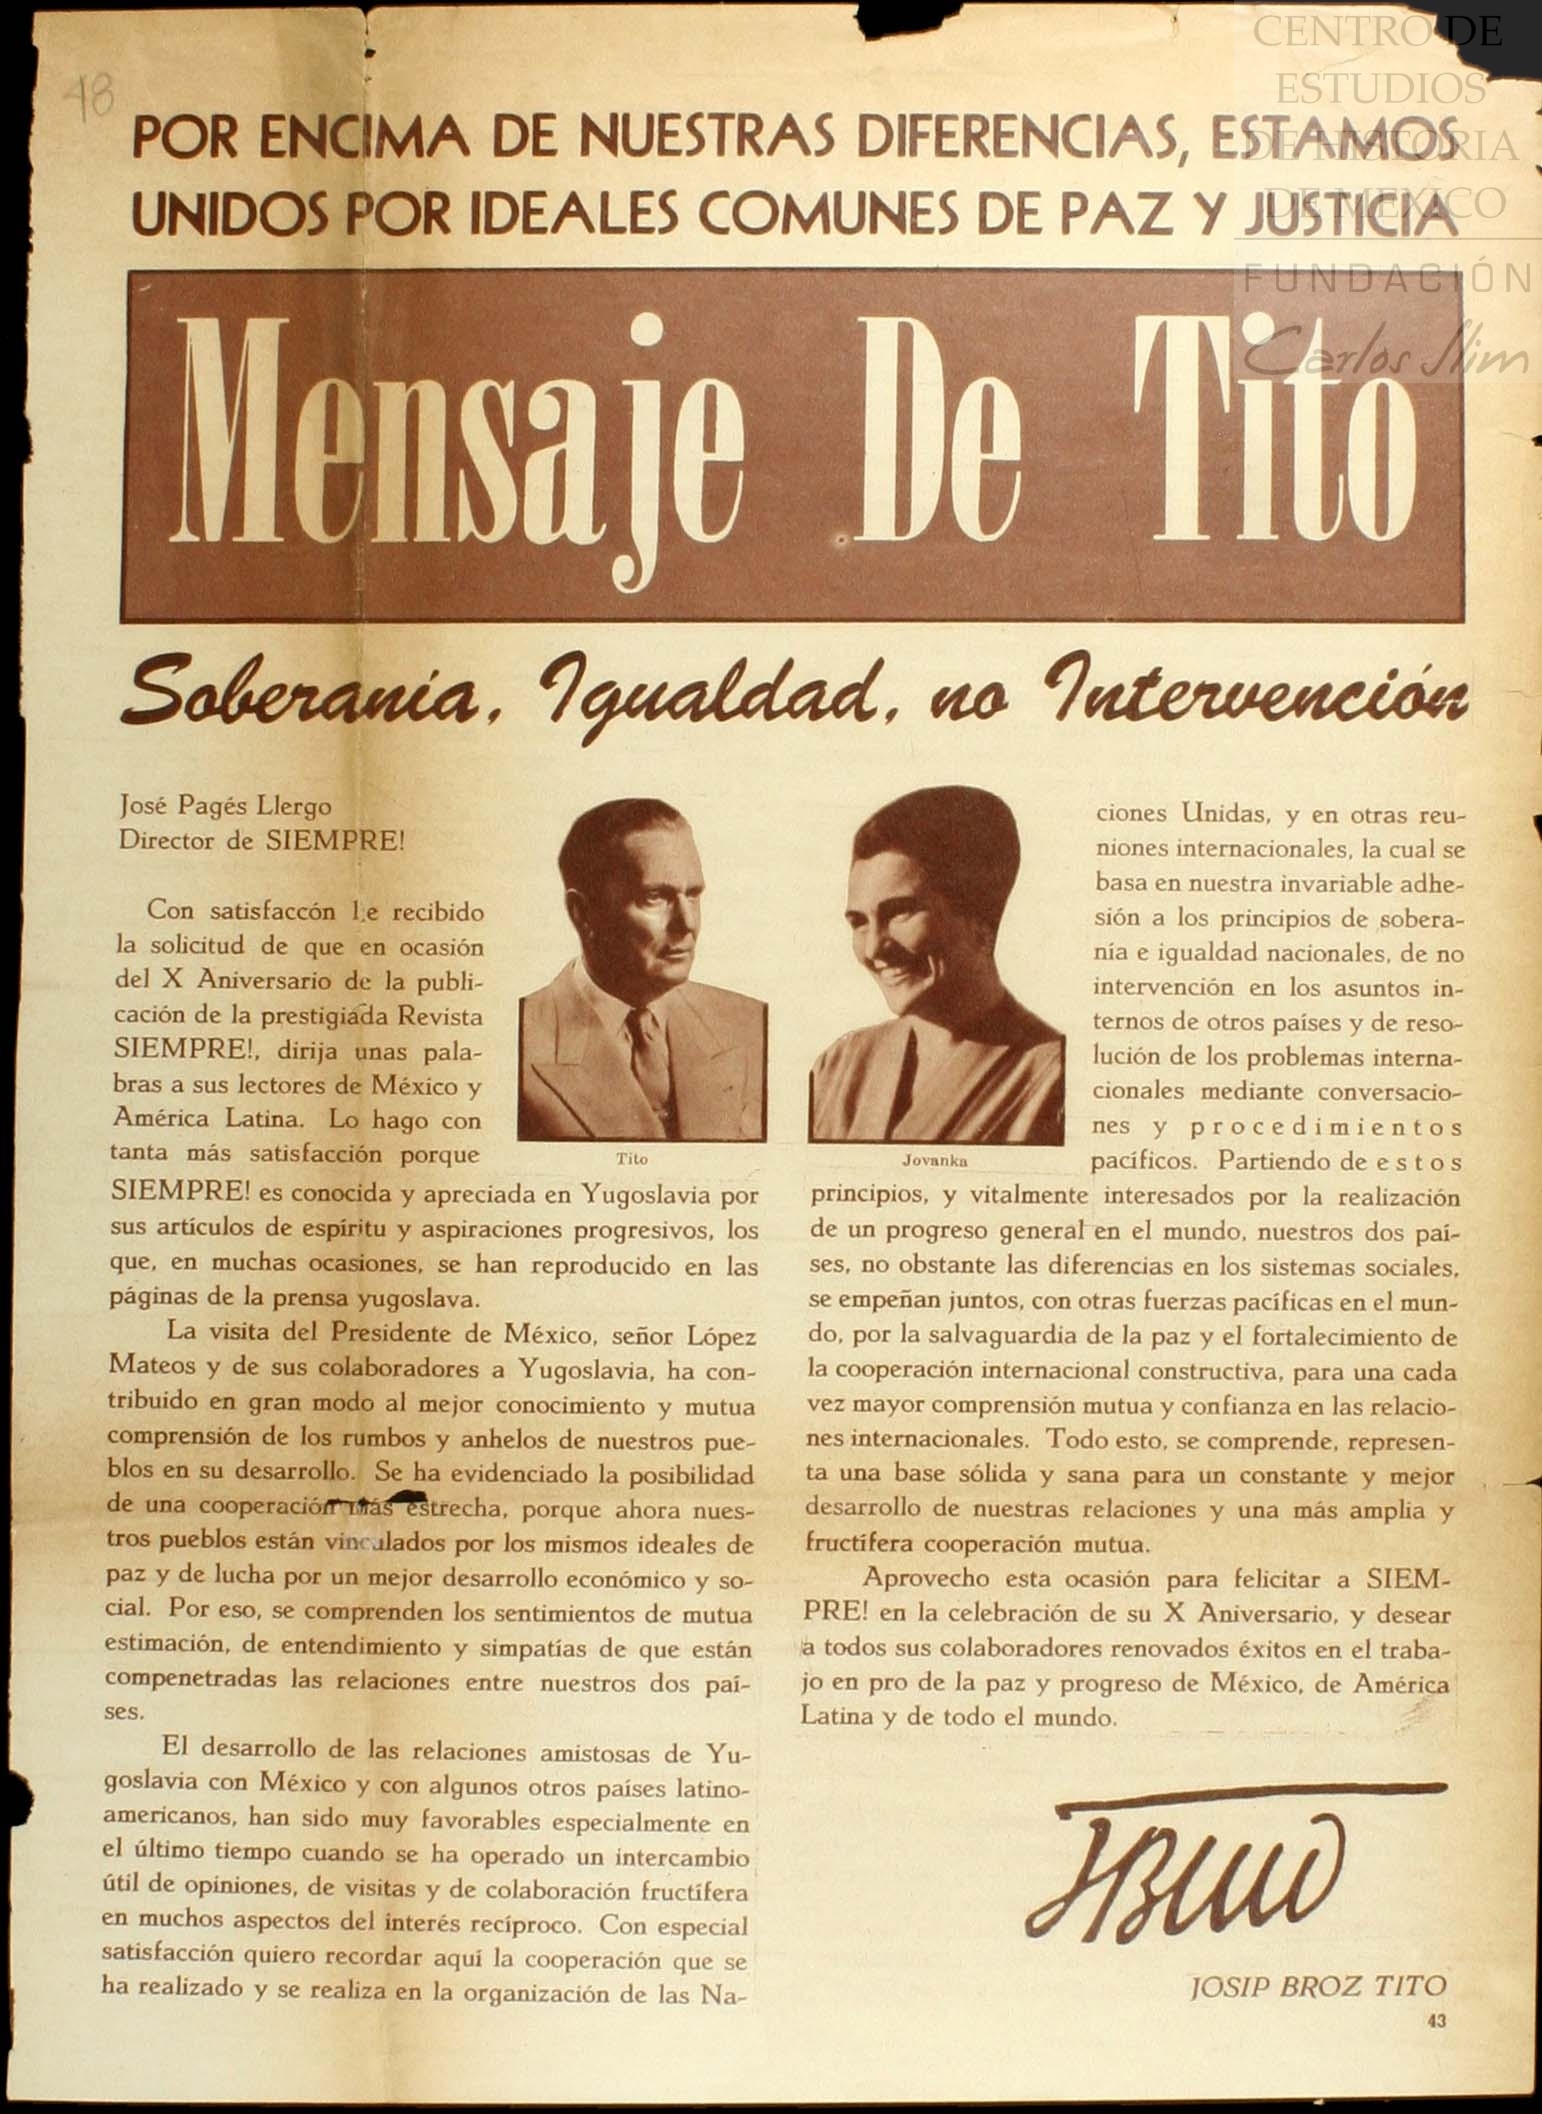 48
CENTRO DE
ESTUDIOS
DE HISTORIA
DE MÉXICO
FUNDACIÓN
Carlos Slim
POR ENCIMA DE NUESTRAS DIFERENCIAS, ESTAMOS
UNIDOS POR IDEALES COMUNES DE PAZ Y JUSTICIA
Mensaje De Tito
Soberanía, Igualdad, no Intervención
José Pagés Llergo
Director de SIEMPRE!
Con satisfaccón he recibido
la solicitud de que en ocasión
del X Aniversario de la publi-
cación de la prestigiada Revista
SIEMPRE!, dirija unas pala-
bras a sus lectores de México y
América Latina. Lo hago con
tanta más satisfacción porque
SIEMPRE! es conocida y apreciada en Yugoslavia por
sus artículos de espíritu y aspiraciones progresivos, los
que, en muchas ocasiones, se han reproducido en las
páginas de la prensa yugoslava.
La visita del Presidente de México, señor López
Mateos y de sus colaboradores a Yugoslavia, ha con-
tribuido en gran modo al mejor conocimiento y mutua
comprensión de los rumbos y anhelos de nuestros pue-
blos en su desarrollo. Se ha evidenciado la posibilidad
de una cooperación más estrecha, porque ahora nues-
tros pueblos están vinculados por los mismos ideales de
paz y de lucha por un mejor desarrollo económico y so-
cial. Por eso, se comprenden los sentimientos de mutua
estimación, de entendimiento y simpatías de que están
compenetradas las relaciones entre nuestros dos paí-
ses.
El desarrollo de las relaciones amistosas de Yu-
goslavia con México y con algunos otros países latino-
americanos, han sido muy favorables especialmente en
el último tiempo cuando se ha operado un intercambio
útil de opiniones, de visitas y de colaboración fructífera
en muchos aspectos del interés recíproco. Con especial
satisfacción quiero recordar aquí la cooperación que se
ha realizado y se realiza en la organización de las Na-
Tito
Jovanka
ciones Unidas, y en otras reu-
niones internacionales, la cual se
basa en nuestra invariable adhe-
sión a los principios de sobera-
nía e igualdad nacionales, de no
intervención en los asuntos in-
ternos de otros países y de reso-
lución de los problemas interna-
cionales mediante conversacio-
nes y procedimientos
pacíficos. Partiendo de estos
principios, y vitalmente interesados por la realización
de un progreso general en el mundo, nuestros dos paí-
ses, no obstante las diferencias en los sistemas sociales,
se empeñan juntos, con otras fuerzas pacíficas en el mun-
do, por la salvaguardia de la paz y el fortalecimiento de
la cooperación internacional constructiva, para una cada
vez mayor comprensión mutua y confianza en las relacio-
nes internacionales. Todo esto, se comprende, represen-
ta una base sólida y sana para un constante y mejor
desarrollo de nuestras relaciones y una más amplia y
fructífera cooperación mutua.
Aprovecho esta ocasión para felicitar a SIEM-
PRE! en la celebración de su X Aniversario, y desear
a todos sus colaboradores renovados éxitos en el traba-
jo en pro de la paz y progreso de México, de América
Latina y de todo el mundo.
JOSIP BROZ TITO
43